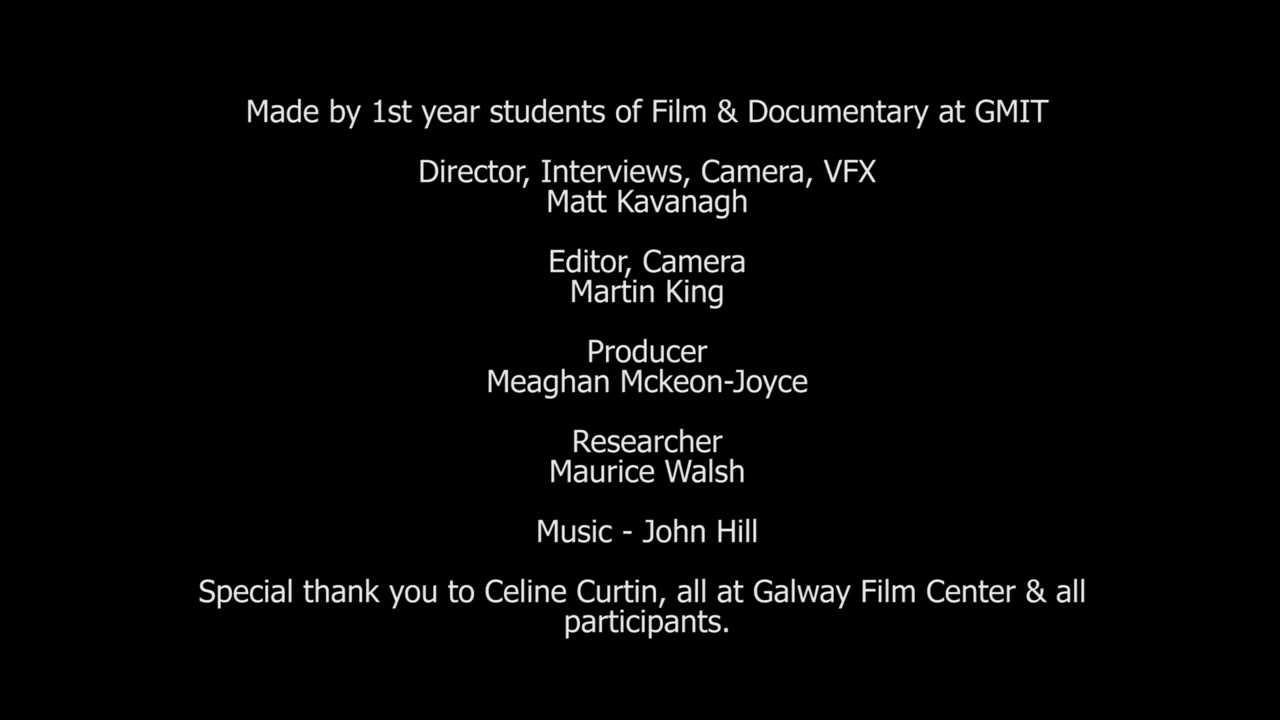 Made by 1st year students of Film & Documentary at GMIT
Director, Interviews, Camera, VFX
Matt Kavanagh
Editor, Camera
Martin King
Producer
Meaghan Mckeon-Joyce
Researcher
Maurice Walsh
Music - John Hill
Special thank you to Celine Curtin, all at Galway Film Center & all
participants.